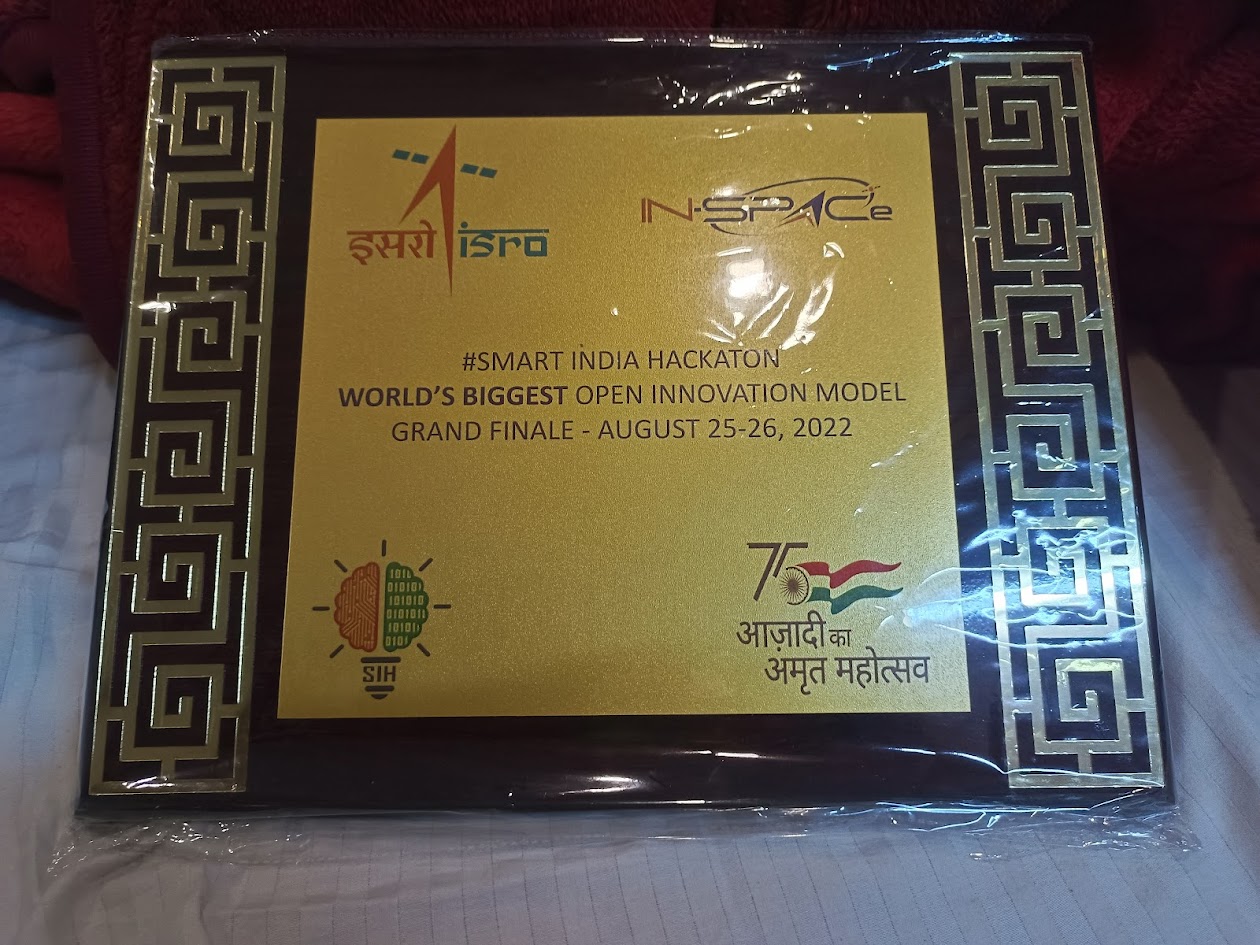 इसरो isro
IN-SPACe
#SMART INDIA HACKATON
WORLD'S BIGGEST OPEN INNOVATION MODEL
GRAND FINALE - AUGUST 25-26, 2022
SIH
75
आज़ादी का
अमृत महोत्सव